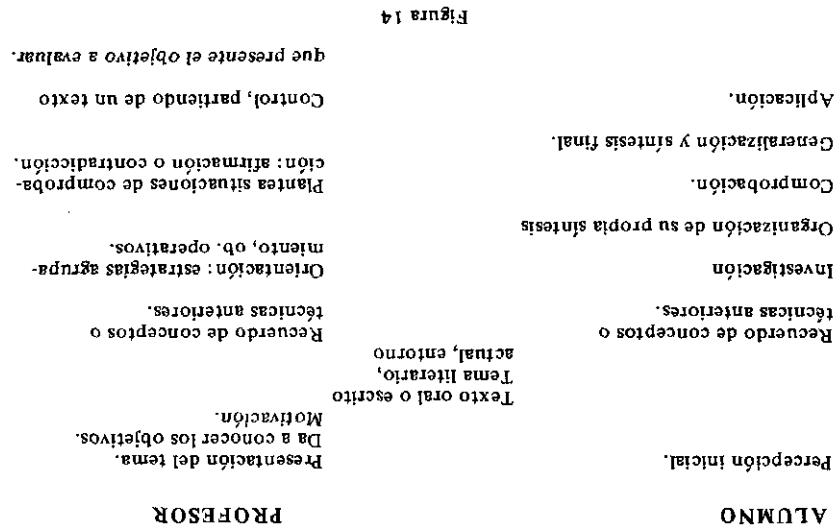 ALUMNO
PROFESOR
Percepción inicial.
Presentación del tema.
Da a conocer los objetivos.
Motivación.
Texto oral o escrito
Tema literario,
actual, entorno
Recuerdo de conceptos o
técnicas anteriores.
Recuerdo de conceptos o
técnicas anteriores.
Investigación
Orientación: estrategias agrupa-
miento, ob. operativos.
Organización de su propia síntesis
Comprobación.
Plantes situaciones de comproba-
ción: afirmación o contradicción.
Generalización y síntesis final.
Aplicación.
Control, partiendo de un texto
que presente el objetivo a evaluar.
Figura 14